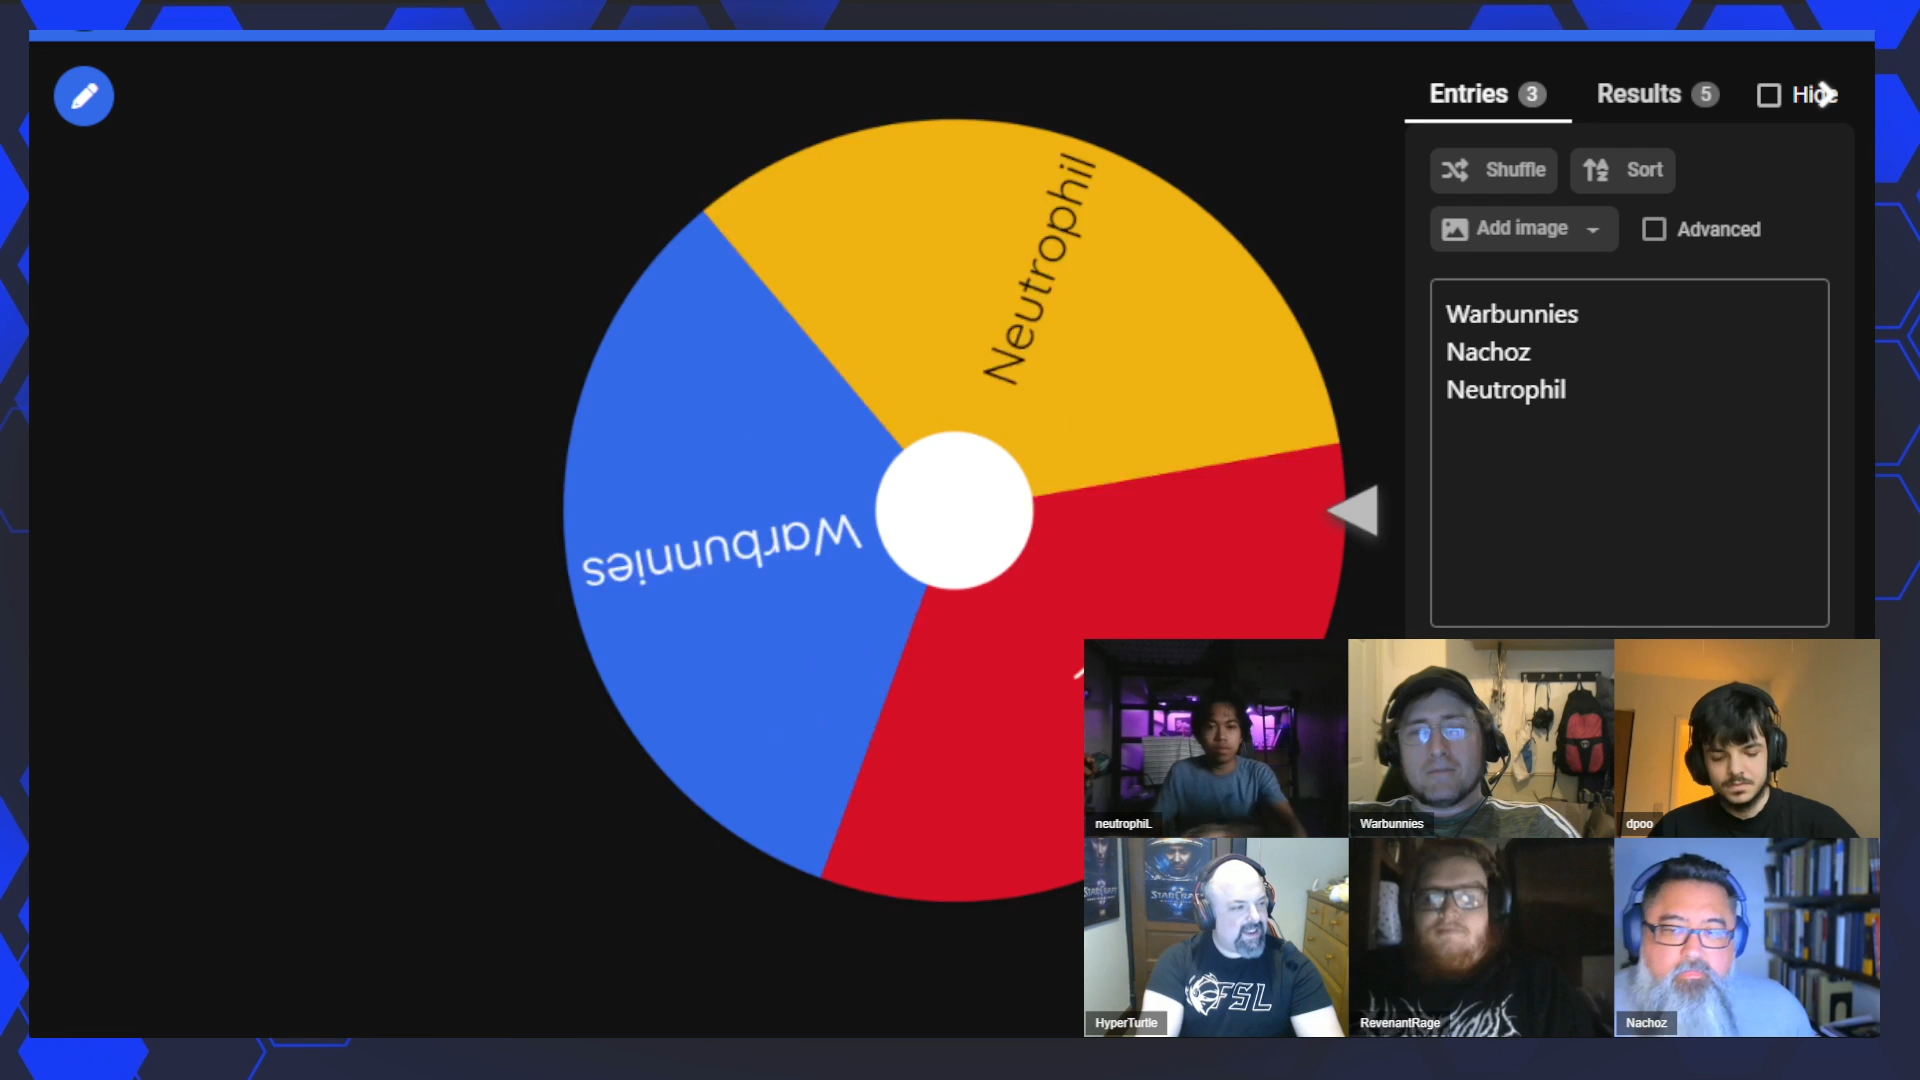 Entries 3
Results 5
Hide
Shuffle
Sort
Add image
Advanced
Warbunnies
Nachoz
Neutrophil
Neutrophil
Warbunnies
neutrophiL
Warbunnies
dpoo
STARCRAFT
FSL
HyperTurtle
RevenantRage
Nachoz